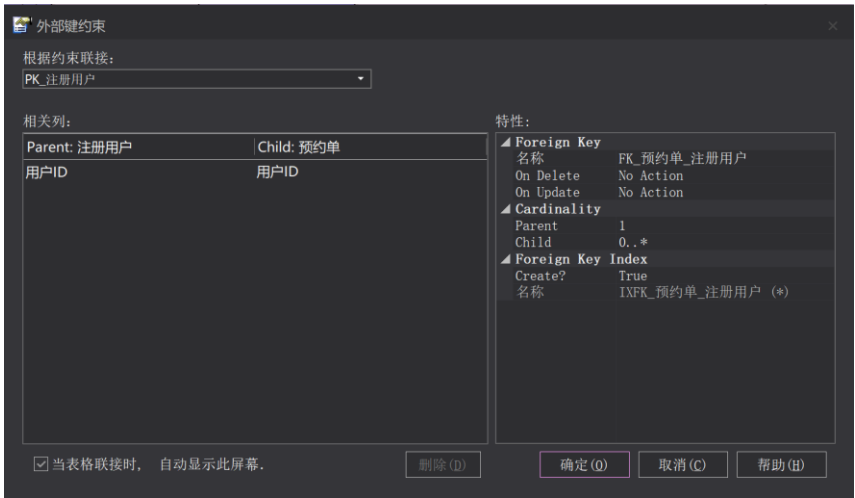 外部键约束
根据约束联接:
PK_注册用户
相关列:
Parent: 注册用户 Child: 预约单
用户ID 用户ID
特性:
Foreign Key
名称 FK_预约单_注册用户
On Delete No Action
On Update No Action
Cardinality
Parent 1
Child 0..*
Foreign Key Index
Create? True
名称 IXFK_预约单_注册用户 (*)
当表格联接时, 自动显示此屏幕.
删除(D)
确定(O)
取消(C)
帮助(H)